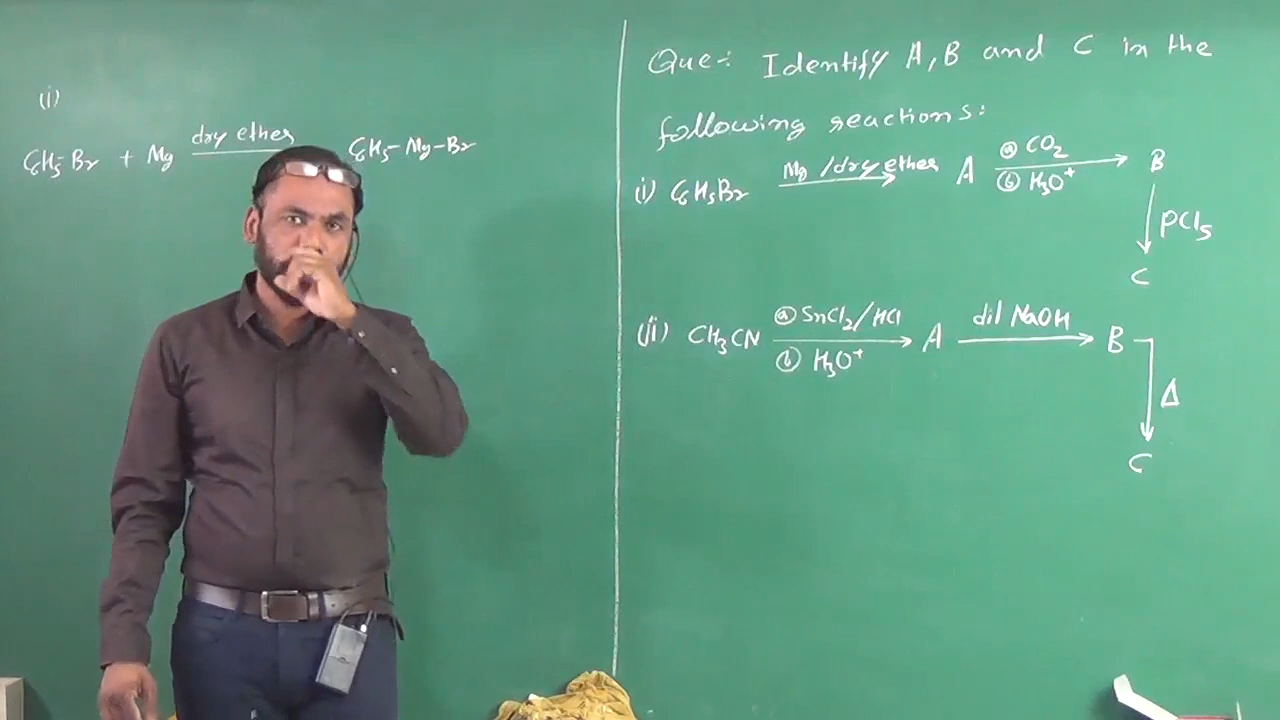 (i)
C6H5-Br + Mg dry ether C6H5-Mg-Br
Que:- Identify A, B and C in the
following reactions:
(i) C6H5Br Mg/dry ether A ⓐ CO2 ⓑ H3O+ B
PCl5
C
(ii) CH3CN ⓐ SnCl2/HCl ⓑ H3O+ A dil NaOH B
Δ
C